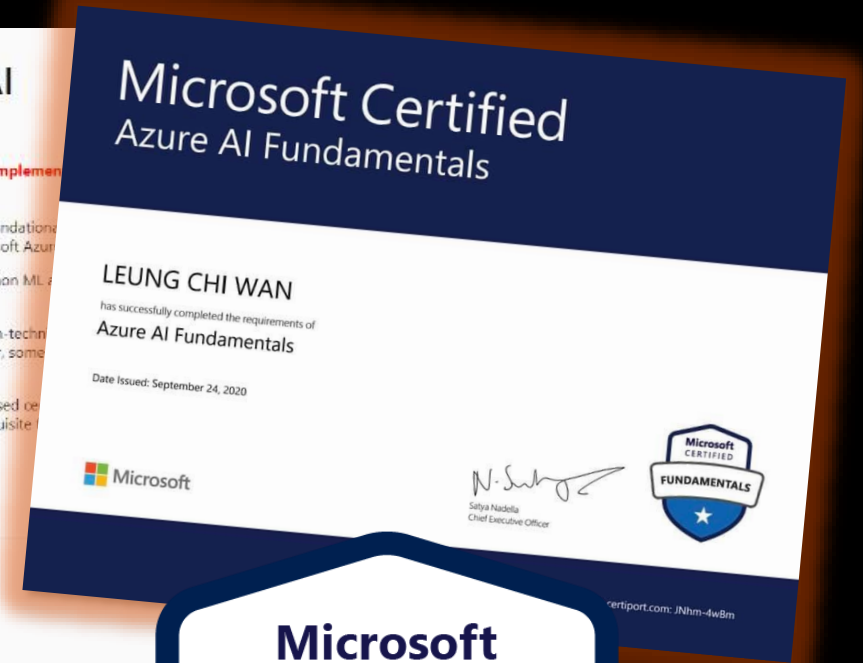 Microsoft Certified
Azure AI Fundamentals
LEUNG CHI WAN
has successfully completed the requirements of
Azure AI Fundamentals
Date Issued: September 24, 2020
Microsoft
Satya Nadella
Chief Executive Officer
Microsoft
CERTIFIED
FUNDAMENTALS
certiport.com: JNhm-4wBm
Microsoft